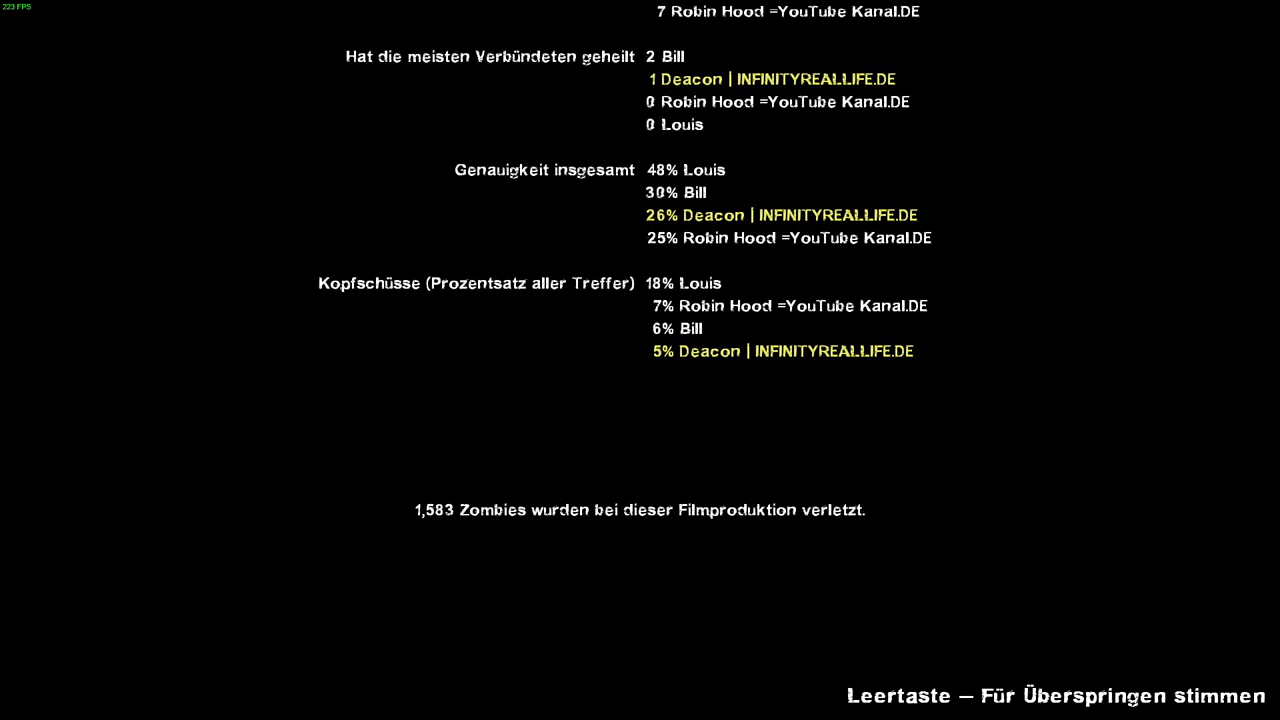 223 FPS
7 Robin Hood =YouTube Kanal.DE
Hat die meisten Verbündeten geheilt 2 Bill
1 Deacon | INFINITYREALLIFE.DE
0 Robin Hood =YouTube Kanal.DE
0 Louis
Genauigkeit insgesamt 48% Louis
30% Bill
26% Deacon | INFINITYREALLIFE.DE
25% Robin Hood =YouTube Kanal.DE
Kopfschüsse (Prozentsatz aller Treffer) 18% Louis
7% Robin Hood =YouTube Kanal.DE
6% Bill
5% Deacon | INFINITYREALLIFE.DE
1,583 Zombies wurden bei dieser Filmproduktion verletzt.
Leertaste – Für Überspringen stimmen